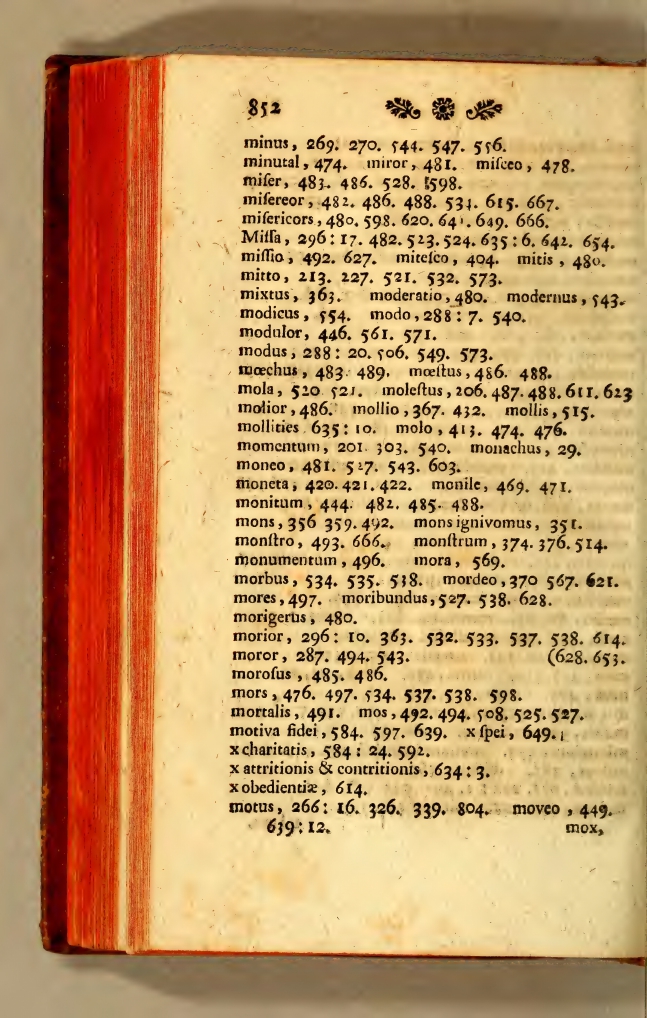 852
minus, 269. 270. 544. 547. 556.
minutal, 474. miror, 481. miſceo, 478.
miſer, 483. 486. 528. 598.
miſereor, 482. 486. 488. 534. 615. 667.
miſericors, 480. 598. 620. 641. 649. 666.
Miſſa, 296: 17. 482. 523. 524. 635: 6. 642. 654.
miſſio, 492. 627. miteſco, 404. mitis, 480.
mitto, 213. 227. 521. 532. 573.
mixtus, 363. moderatio, 480. modernus, 543.
modicus, 554. modo, 288: 7. 540.
modulor, 446. 561. 571.
modus, 288: 20. 506. 549. 573.
mœchus, 483. 489. mœſtus, 486. 488.
mola, 520 521. moleſtus, 206. 487. 488. 611. 623
molior, 486. mollio, 367. 432. mollis, 515.
mollities 635: 10. molo, 413. 474. 476.
momentum, 201. 303. 540. monachus, 29.
moneo, 481. 527. 543. 603.
moneta, 420. 421. 422. monile, 469. 471.
monitum, 444. 482. 485. 488.
mons, 356 359. 492. mons ignivomus, 351.
monſtro, 493. 666. monſtrum, 374. 376. 514.
monumentum, 496. mora, 569.
morbus, 534. 535. 538. mordeo, 370 567. 621.
mores, 497. moribundus, 527. 538. 628.
morigerus, 480.
morior, 296: 10. 363. 532. 533. 537. 538. 614.
moror, 287. 494. 543. (628. 653.
moroſus, 485. 486.
mors, 476. 497. 534. 537. 538. 598.
mortalis, 491. mos, 492. 494. 508. 525. 527.
motiva fidei, 584. 597. 639. x ſpei, 649.
x charitatis, 584: 24. 592.
x attritionis & contritionis, 634: 3.
x obedientiæ, 614.
motus, 266: 16. 326. 339. 804. moveo, 449.
639: 12. mox,